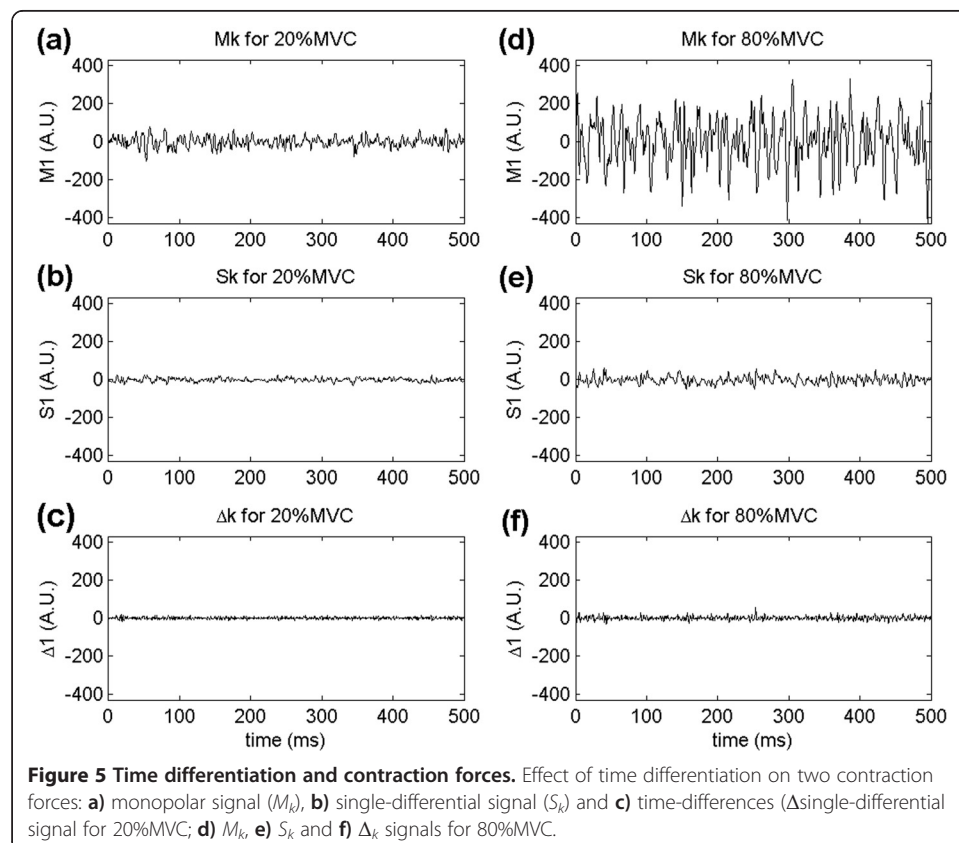 (a)
Mk for 20%MVC
400
200
0
-200
-400
M1 (A.U.)
0 100 200 300 400 500
(d)
Mk for 80%MVC
400
200
0
-200
-400
M1 (A.U.)
0 100 200 300 400 500
(b)
Sk for 20%MVC
400
200
0
-200
-400
S1 (A.U.)
0 100 200 300 400 500
(e)
Sk for 80%MVC
400
200
0
-200
-400
S1 (A.U.)
0 100 200 300 400 500
(c)
Δk for 20%MVC
400
200
0
-200
-400
Δ1 (A.U.)
0 100 200 300 400 500
time (ms)
(f)
Δk for 80%MVC
400
200
0
-200
-400
Δ1 (A.U.)
0 100 200 300 400 500
time (ms)
Figure 5 Time differentiation and contraction forces. Effect of time differentiation on two contraction
forces: a) monopolar signal (Mk), b) single-differential signal (Sk) and c) time-differences (Δsingle-differential
signal for 20%MVC; d) Mk, e) Sk and f) Δk signals for 80%MVC.